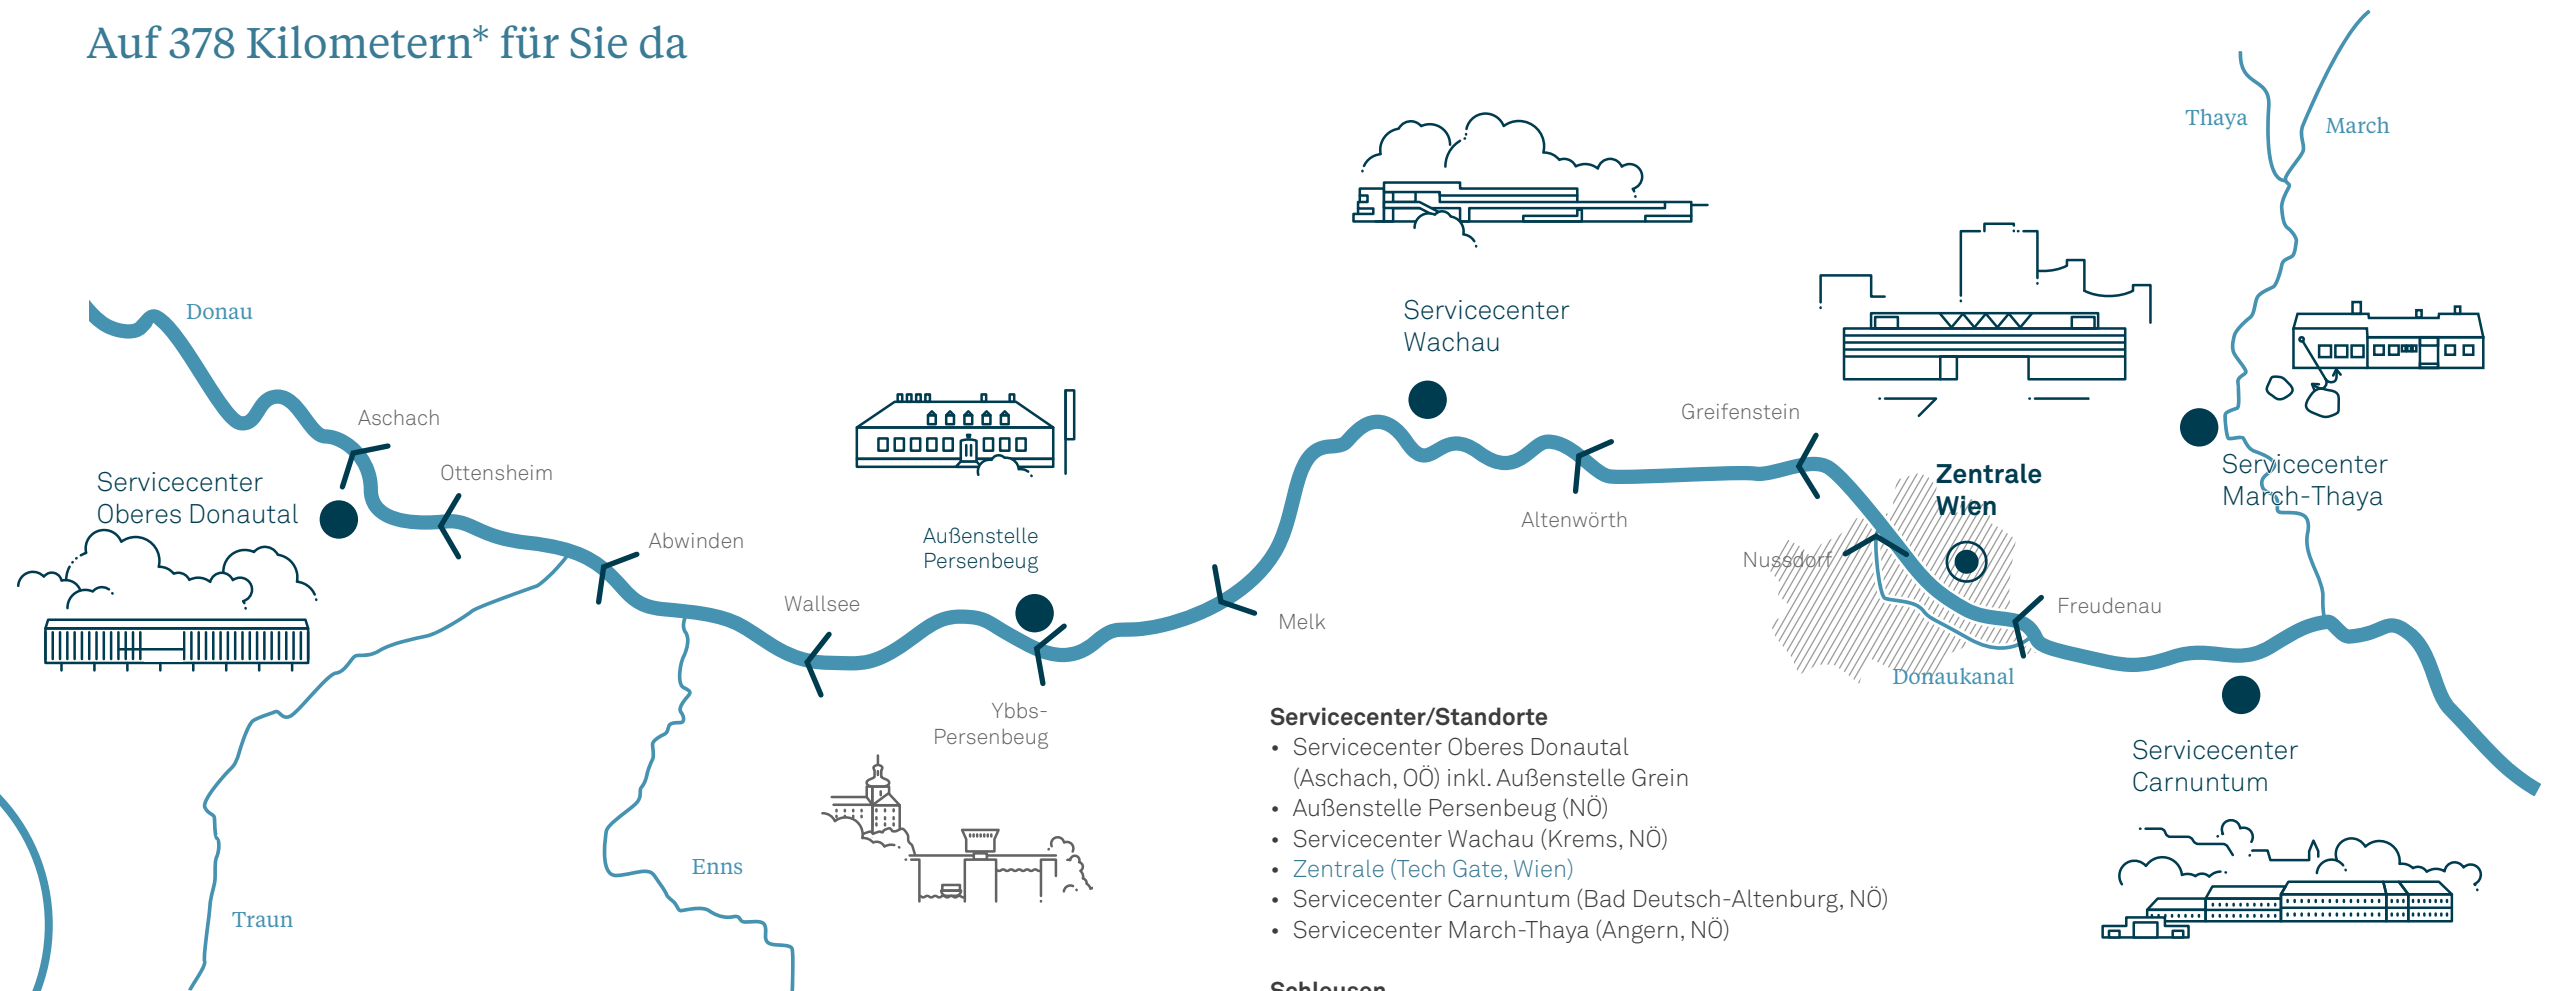 Auf 378 Kilometern* für Sie da
Thaya
March
Donau
Servicecenter
Wachau
Aschach
Greifenstein
Ottensheim
Servicecenter
Oberes Donautal
Zentrale
Wien
Servicecenter
March-Thaya
Abwinden
Außenstelle
Persenbeug
Altenwörth
Nussdorf
Wallsee
Melk
Freudenau
Donaukanal
Ybbs-
Persenbeug
Servicecenter
Carnuntum
Enns
Traun
Servicecenter/Standorte
• Servicecenter Oberes Donautal
(Aschach, OÖ) inkl. Außenstelle Grein
• Außenstelle Persenbeug (NÖ)
• Servicecenter Wachau (Krems, NÖ)
• Zentrale (Tech Gate, Wien)
• Servicecenter Carnuntum (Bad Deutsch-Altenburg, NÖ)
• Servicecenter March-Thaya (Angern, NÖ)
Schleusen